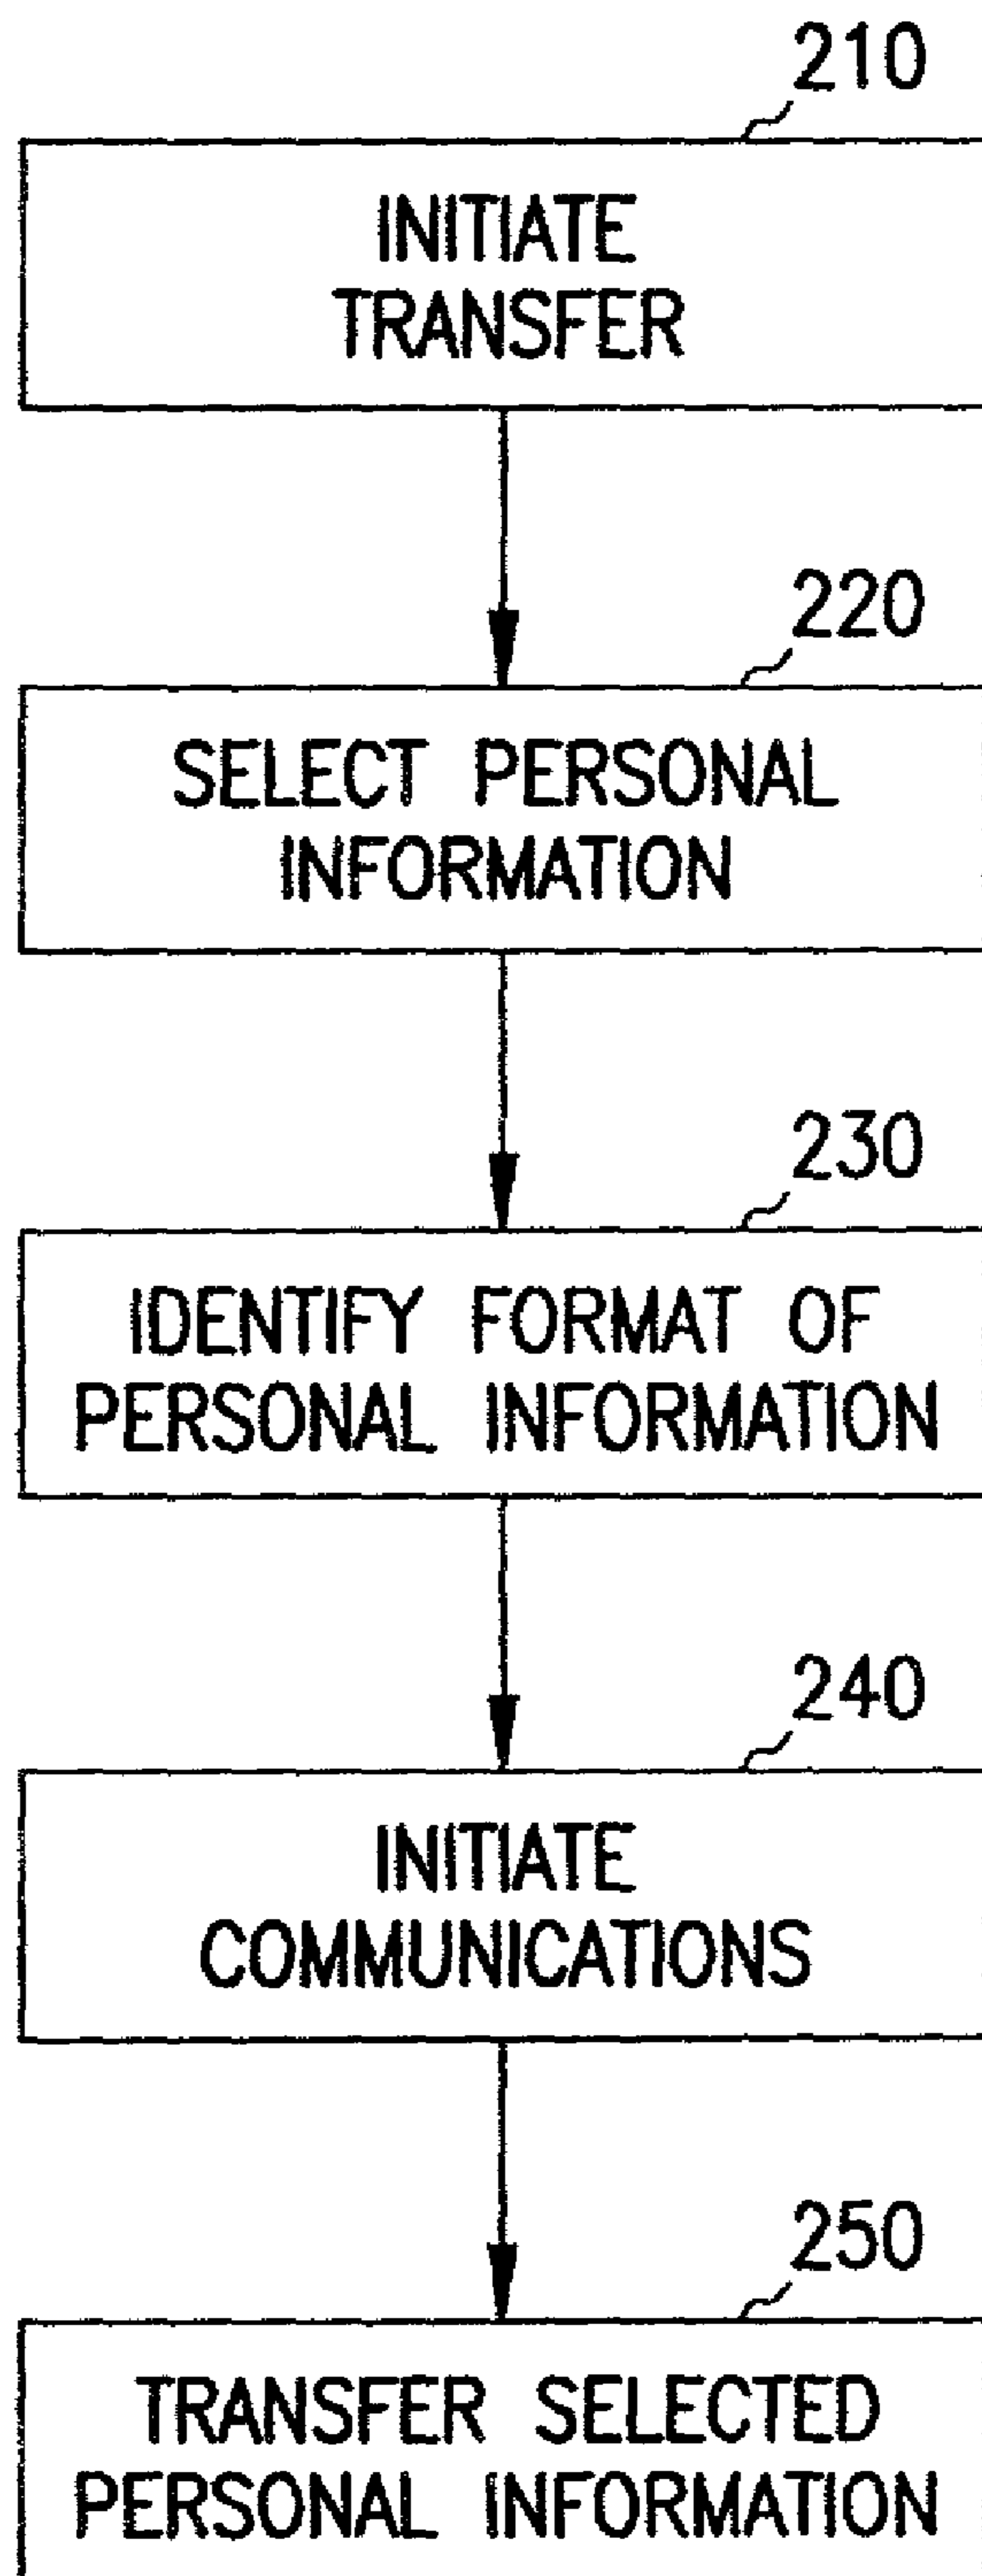 210
INITIATE
TRANSFER
220
SELECT PERSONAL
INFORMATION
230
IDENTIFY FORMAT OF
PERSONAL INFORMATION
240
INITIATE
COMMUNICATIONS
250
TRANSFER SELECTED
PERSONAL INFORMATION